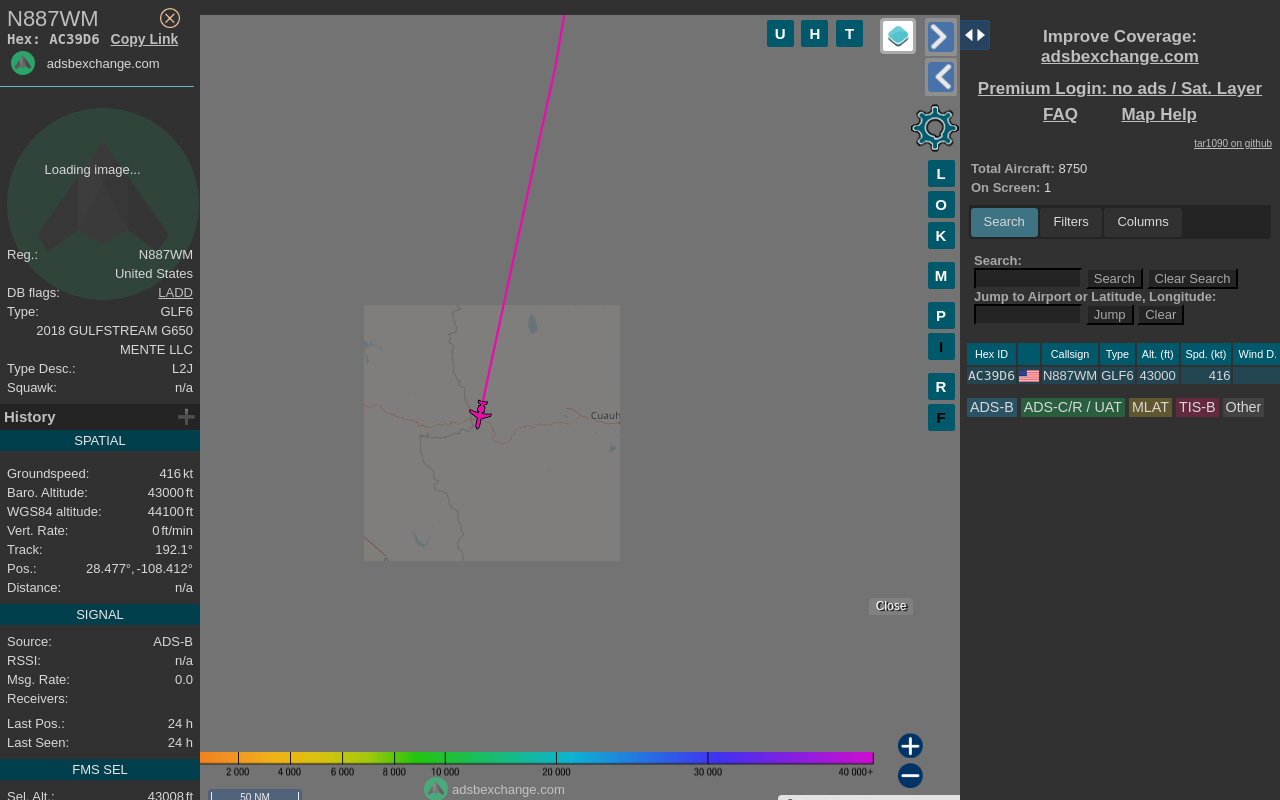 N887WM
Hex: AC39D6 Copy Link
adsbexchange.com
Loading image...
Reg.: N887WM
United States
DB flags: LADD
Type: GLF6
2018 GULFSTREAM G650
MENTE LLC
Type Desc.: L2J
Squawk: n/a
History
SPATIAL
Groundspeed: 416 kt
Baro. Altitude: 43000 ft
WGS84 altitude: 44100 ft
Vert. Rate: 0 ft/min
Track: 192.1°
Pos.: 28.477°, -108.412°
Distance: n/a
SIGNAL
Source: ADS-B
RSSI: n/a
Msg. Rate: 0.0
Receivers:
Last Pos.: 24 h
Last Seen: 24 h
FMS SEL
Sel. Alt.: 43008 ft
U H T
L
O
K
M
P
I
R
F
Cuauh
Close
2 000 4 000 6 000 8 000 10 000 20 000 30 000 40 000+
adsbexchange.com
50 NM
Improve Coverage:
adsbexchange.com
Premium Login: no ads / Sat. Layer
FAQ Map Help
tar1090 on github
Total Aircraft: 8750
On Screen: 1
Search Filters Columns
Search:
Search Clear Search
Jump to Airport or Latitude, Longitude:
Jump Clear
Hex ID Callsign Type Alt. (ft) Spd. (kt) Wind D.
AC39D6 N887WM GLF6 43000 416
ADS-B ADS-C/R / UAT MLAT TIS-B Other